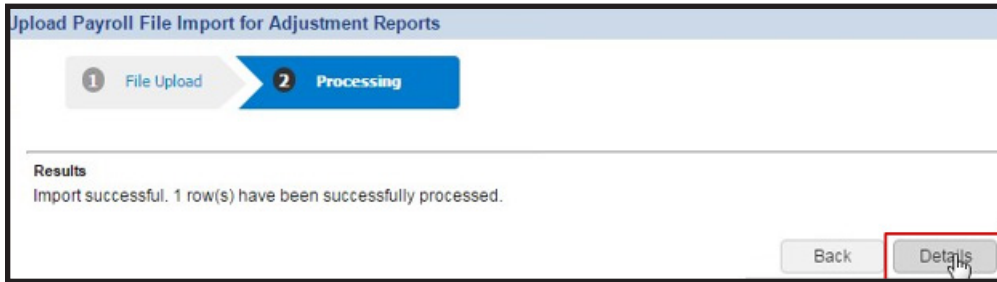 Upload Payroll File Import for Adjustment Reports
1 File Upload 2 Processing
Results
Import successful. 1 row(s) have been successfully processed.
Back Details